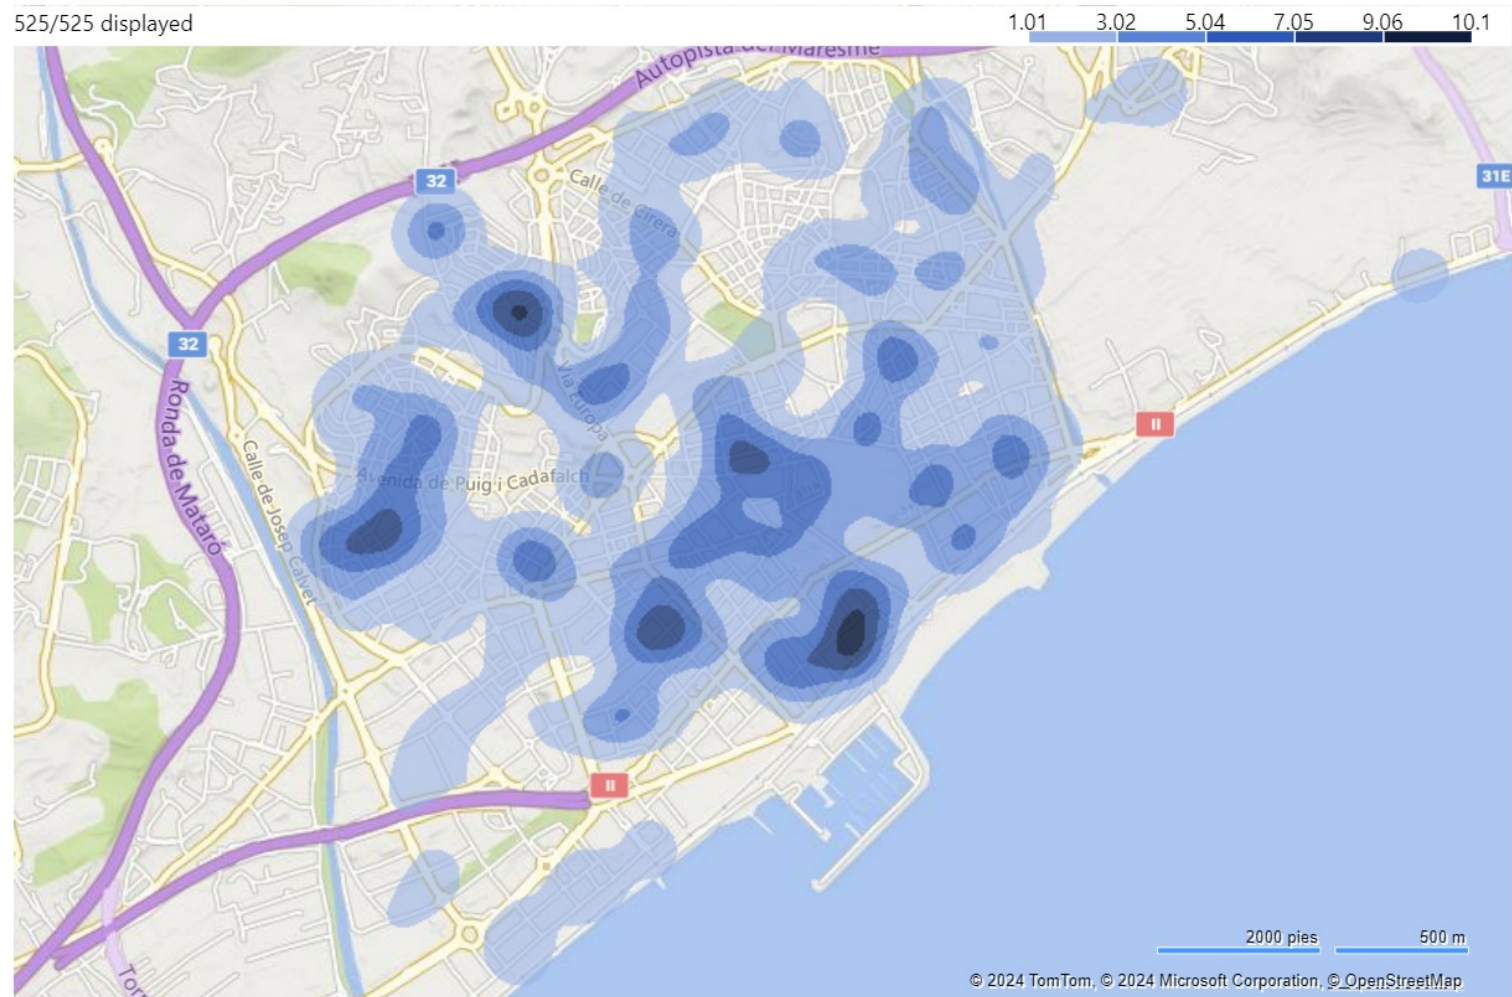 525/525 displayed
1.01 3.02 5.04 7.05 9.06 10.1
Autopista del Maresme
32
Calle de Cirera
31E
32
Ronda de Mataró
Via Europa
II
Calle de Josep Calvet
Avenida de Puig i Cadafalch
II
2000 pies 500 m
© 2024 TomTom, © 2024 Microsoft Corporation, © OpenStreetMap